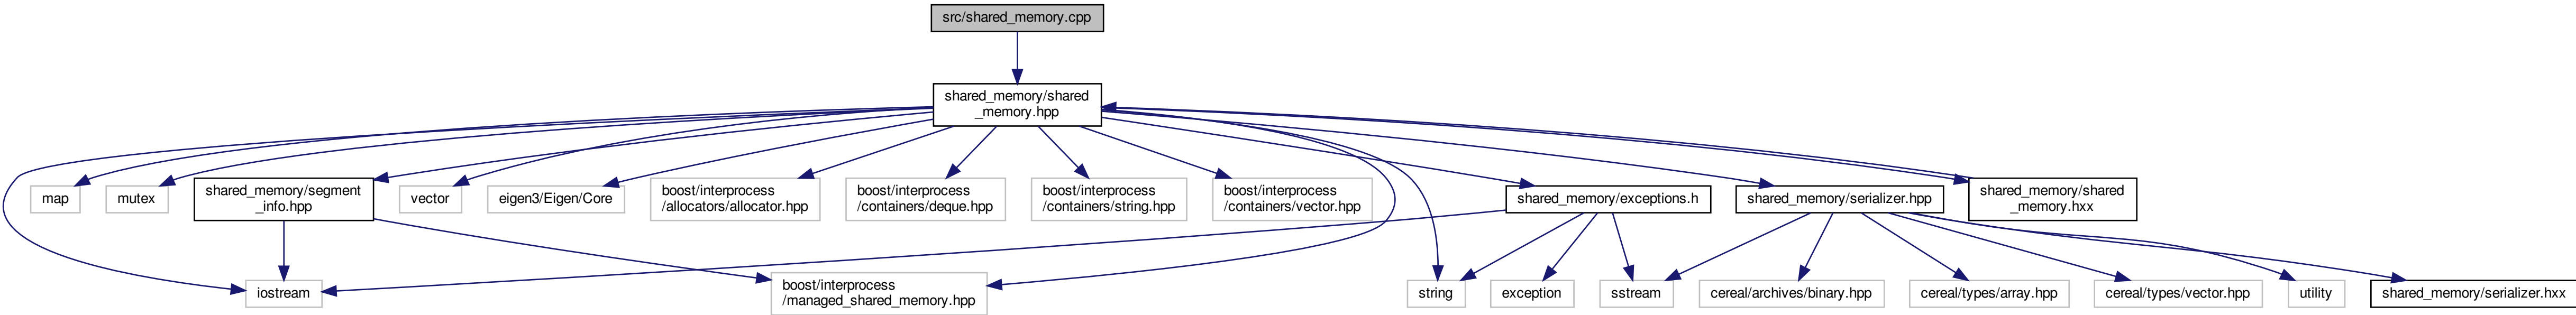 src/shared_memory.cpp
shared_memory/shared
_memory.hpp
map
mutex
shared_memory/segment
_info.hpp
vector
eigen3/Eigen/Core
boost/interprocess
/allocators/allocator.hpp
boost/interprocess
/containers/deque.hpp
boost/interprocess
/containers/string.hpp
boost/interprocess
/containers/vector.hpp
shared_memory/exceptions.h
shared_memory/serializer.hpp
shared_memory/shared
_memory.hxx
iostream
boost/interprocess
/managed_shared_memory.hpp
string
exception
sstream
cereal/archives/binary.hpp
cereal/types/array.hpp
cereal/types/vector.hpp
utility
shared_memory/serializer.hxx